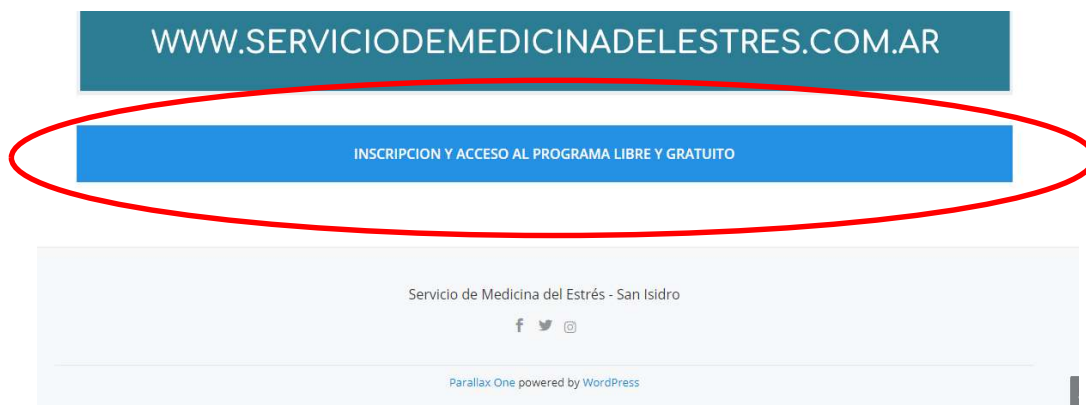 WWW.SERVICIODEMEDICINADELESTRES.COM.AR
INSCRIPCION Y ACCESO AL PROGRAMA LIBRE Y GRATUITO
Servicio de Medicina del Estrés - San Isidro
Parallax One powered by WordPress